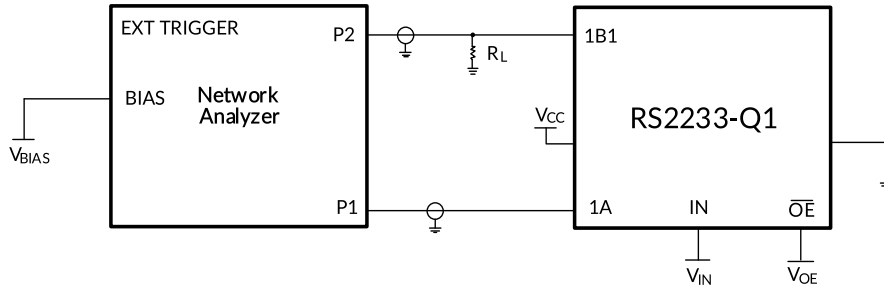 EXT TRIGGER
P2
1B1
RL
BIAS
Network
Analyzer
VCC
RS2233-Q1
VBIAS
P1
1A
IN
OE
VIN
VOE